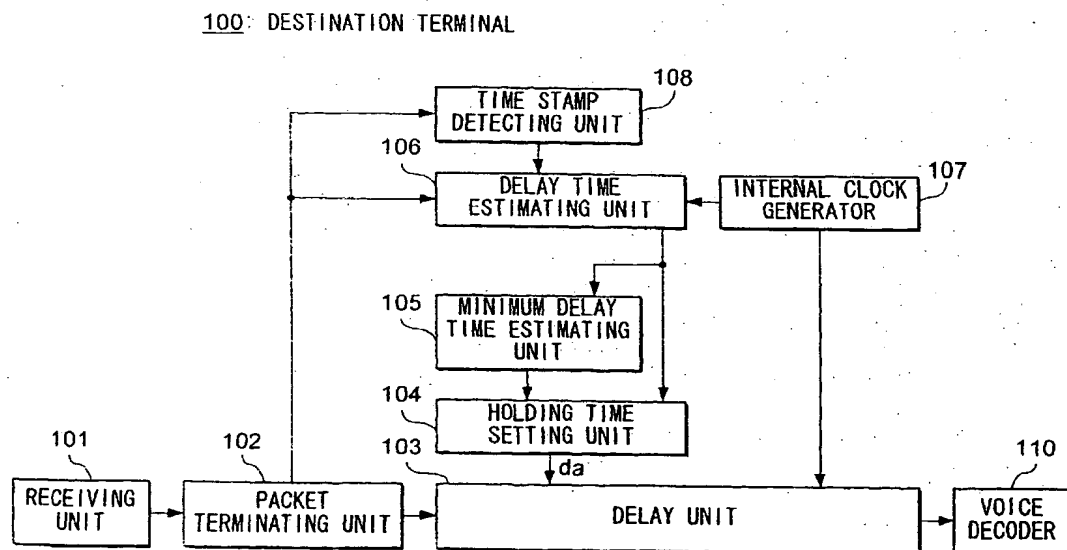 100: DESTINATION TERMINAL
108
TIME STAMP
DETECTING UNIT
106
DELAY TIME
ESTIMATING UNIT
107
INTERNAL CLOCK
GENERATOR
105
MINIMUM DELAY
TIME ESTIMATING
UNIT
104
HOLDING TIME
SETTING UNIT
da
101
RECEIVING
UNIT
102
PACKET
TERMINATING UNIT
103
DELAY UNIT
110
VOICE
DECODER